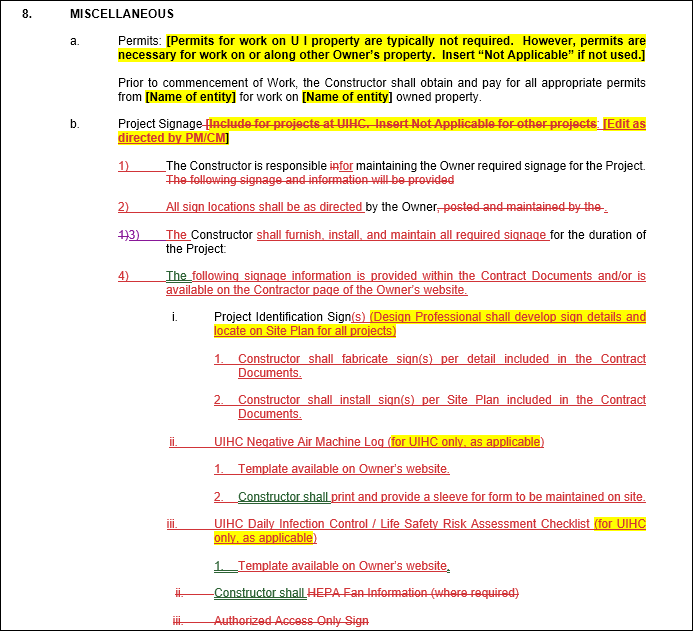 8. MISCELLANEOUS
a. Permits: [Permits for work on U I property are typically not required. However, permits are
necessary for work on or along other Owner's property. Insert “Not Applicable” if not used.]
Prior to commencement of Work, the Constructor shall obtain and pay for all appropriate permits
from [Name of entity] for work on [Name of entity] owned property.
b. Project Signage [Include for projects at UIHC. Insert Not Applicable for other projects: [Edit as
directed by PM/CM]
1) The Constructor is responsible infor maintaining the Owner required signage for the Project.
The following signage and information will be provided
2) All sign locations shall be as directed by the Owner, posted and maintained by the .
1)3) The Constructor shall furnish, install, and maintain all required signage for the duration of
the Project:
4) The following signage information is provided within the Contract Documents and/or is
available on the Contractor page of the Owner's website.
i. Project Identification Sign(s) (Design Professional shall develop sign details and
locate on Site Plan for all projects)
1. Constructor shall fabricate sign(s) per detail included in the Contract
Documents.
2. Constructor shall install sign(s) per Site Plan included in the Contract
Documents.
ii. UIHC Negative Air Machine Log (for UIHC only, as applicable)
1. Template available on Owner's website.
2. Constructor shall print and provide a sleeve for form to be maintained on site.
iii. UIHC Daily Infection Control / Life Safety Risk Assessment Checklist (for UIHC
only, as applicable)
1. Template available on Owner's website.
ii. Constructor shall HEPA Fan Information (where required)
iii. Authorized Access Only Sign